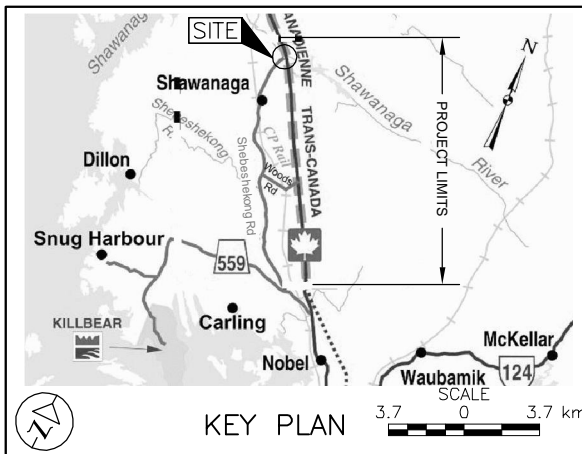 SITE
CANADIENNE
TRANS-CANADA
Shawanaga
Shawanaga
River
Shawanaga
Shebeshekong
R.
CP Rail
Shebeshekong Rd
Woods
Rd
PROJECT LIMITS
N
Dillon
Snug Harbour
559
KILLBEAR
Carling
Nobel
McKellar
Waubamik
124
N
KEY PLAN
SCALE
3.7 0 3.7 km